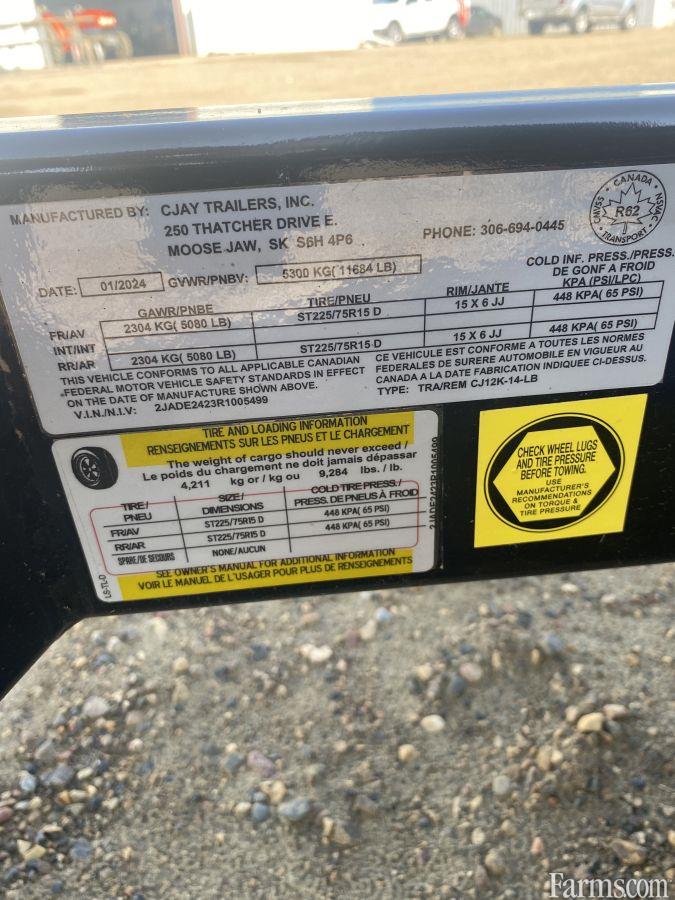 MANUFACTURED BY: CJAY TRAILERS, INC.
250 THATCHER DRIVE E.
MOOSE JAW, SK S6H 4P6
PHONE: 306-694-0445
CANADA
CMVSS
R62
NSVAC
TRANSPORT
DATE: 01/2024 GVWR/PNBV: 5300 KG( 11684 LB)
COLD INF. PRESS./PRESS.
DE GONF A FROID
KPA (PSI/LPC)
GAWR/PNBE TIRE/PNEU RIM/JANTE
FR/AV 2304 KG( 5080 LB) ST225/75R15 D 15 X 6 JJ 448 KPA( 65 PSI)
INT/INT
RR/AR 2304 KG( 5080 LB) ST225/75R15 D 15 X 6 JJ 448 KPA( 65 PSI)
THIS VEHICLE CONFORMS TO ALL APPLICABLE CANADIAN
FEDERAL MOTOR VEHICLE SAFETY STANDARDS IN EFFECT
ON THE DATE OF MANUFACTURE SHOWN ABOVE.
CE VEHICULE EST CONFORME A TOUTES LES NORMES
FEDERALES DE SURERE AUTOMOBILE EN VIGUEUR AU
CANADA A LA DATE FABRICATION INDIQUEE CI-DESSUS.
V.I.N./N.I.V: 2JADE2423R1005499
TYPE: TRA/REM CJ12K-14-LB
TIRE AND LOADING INFORMATION
RENSEIGNEMENTS SUR LES PNEUS ET LE CHARGEMENT
The weight of cargo should never exceed /
Le poids du chargement ne doit jamais dépasser
4,211 kg or / kg ou 9,284 lbs. / lb.
TIRE / PNEU SIZE / DIMENSIONS COLD TIRE PRESS. / PRESS. DE PNEUS À FROID
FR/AV ST225/75R15 D 448 KPA( 65 PSI)
RR/AR ST225/75R15 D 448 KPA( 65 PSI)
SPARE/DE SECOURS NONE/AUCUN
SEE OWNER'S MANUAL FOR ADDITIONAL INFORMATION
VOIR LE MANUEL DE L'USAGER POUR PLUS DE RENSEIGNEMENTS
LS-TL-D
2JADE2423R1005499
CHECK WHEEL LUGS
AND TIRE PRESSURE
BEFORE TOWING.
USE
MANUFACTURER'S
RECOMMENDATIONS
ON TORQUE &
TIRE PRESSURE
Farms.com